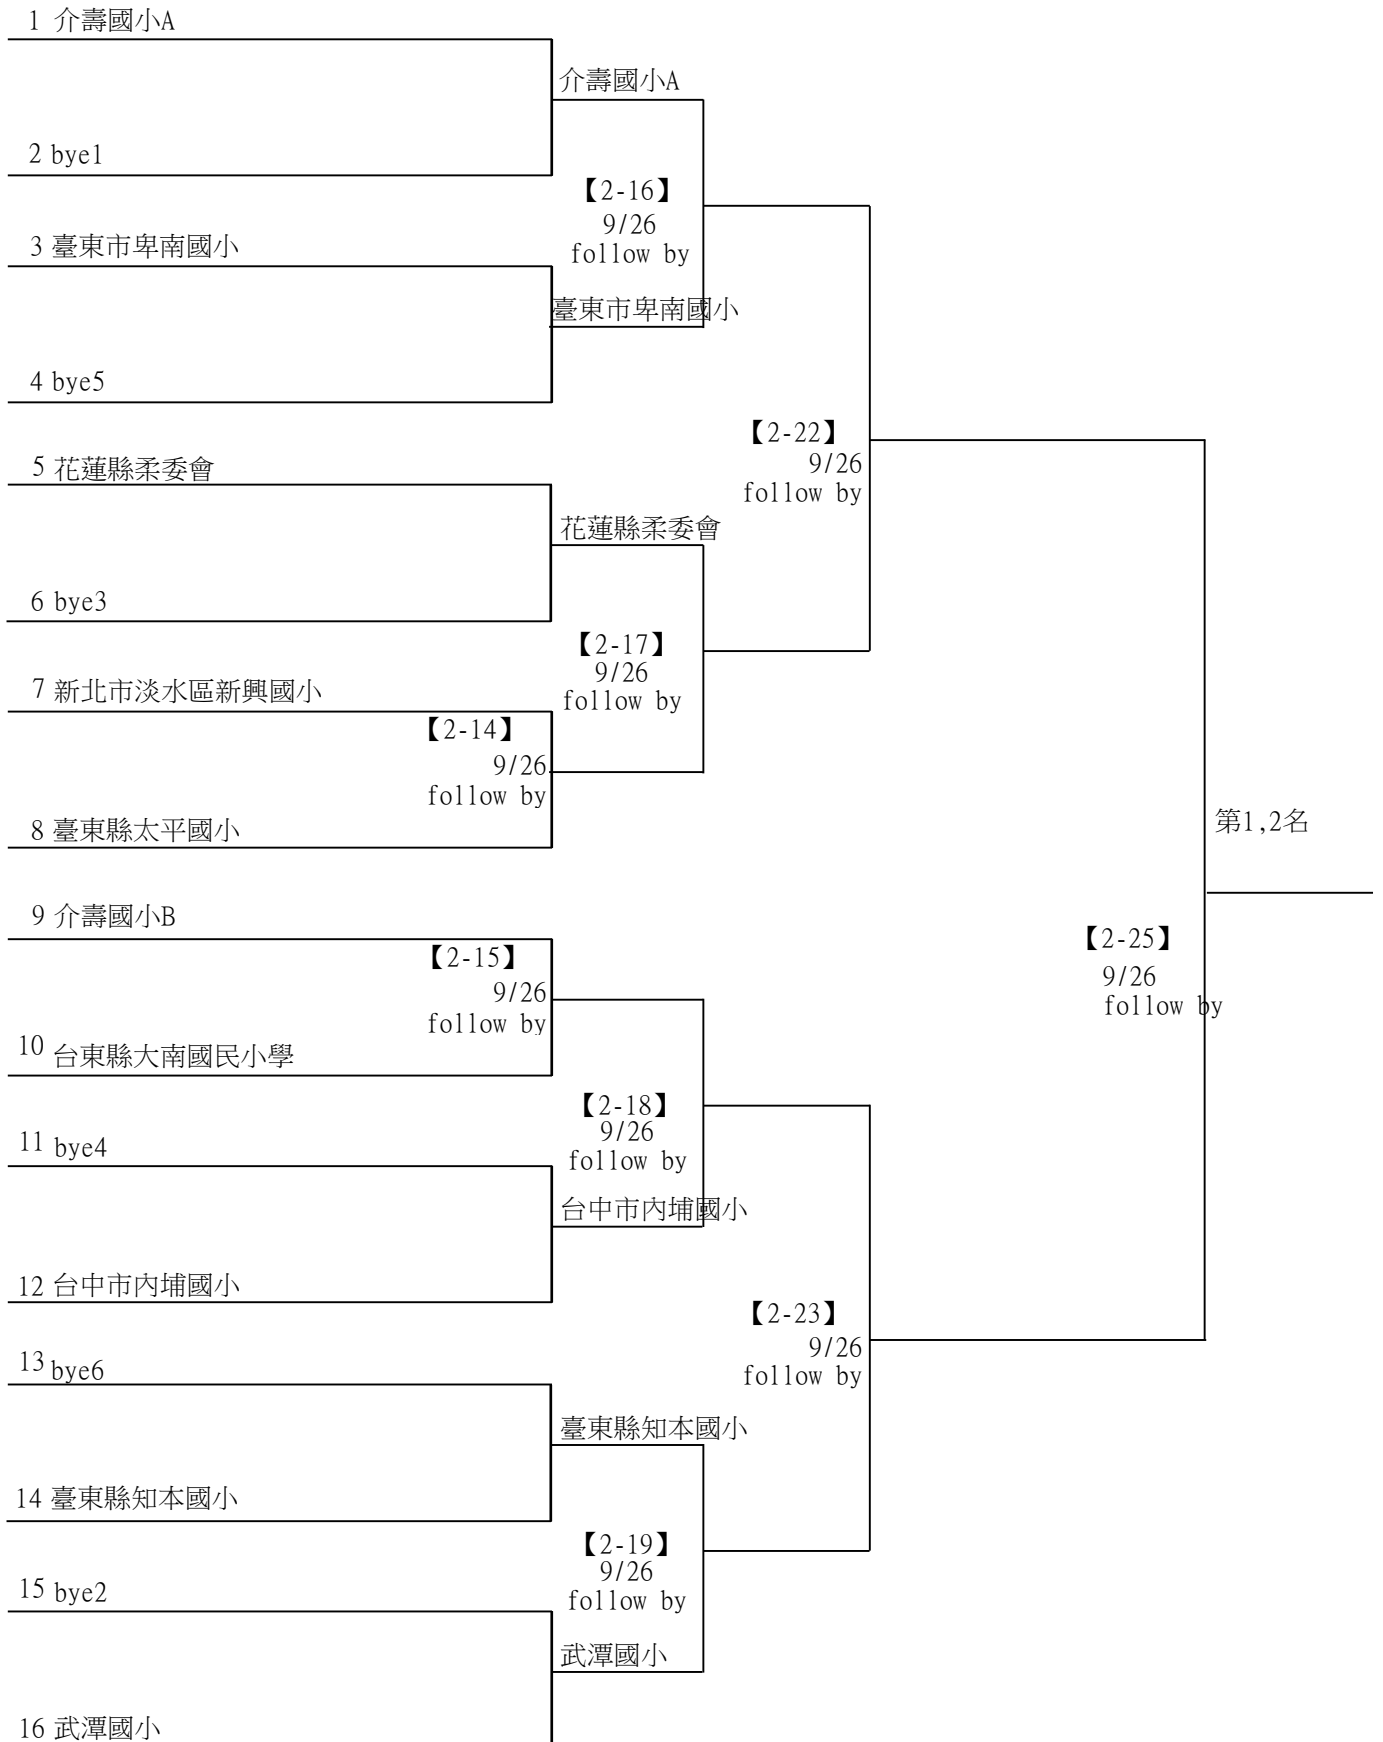 1 介壽國小A
介壽國小A
2 bye1
【2-16】
9/26
follow by
3 臺東市卑南國小
臺東市卑南國小
4 bye5
【2-22】
9/26
follow by
5 花蓮縣柔委會
花蓮縣柔委會
6 bye3
【2-17】
9/26
follow by
7 新北市淡水區新興國小
【2-14】
9/26
follow by
8 臺東縣太平國小
第1,2名
9 介壽國小B
【2-15】
9/26
follow by
【2-25】
9/26
follow by
10 台東縣大南國民小學
【2-18】
9/26
follow by
11 bye4
台中市內埔國小
12 台中市內埔國小
【2-23】
9/26
follow by
13 bye6
臺東縣知本國小
14 臺東縣知本國小
【2-19】
9/26
follow by
15 bye2
武潭國小
16 武潭國小